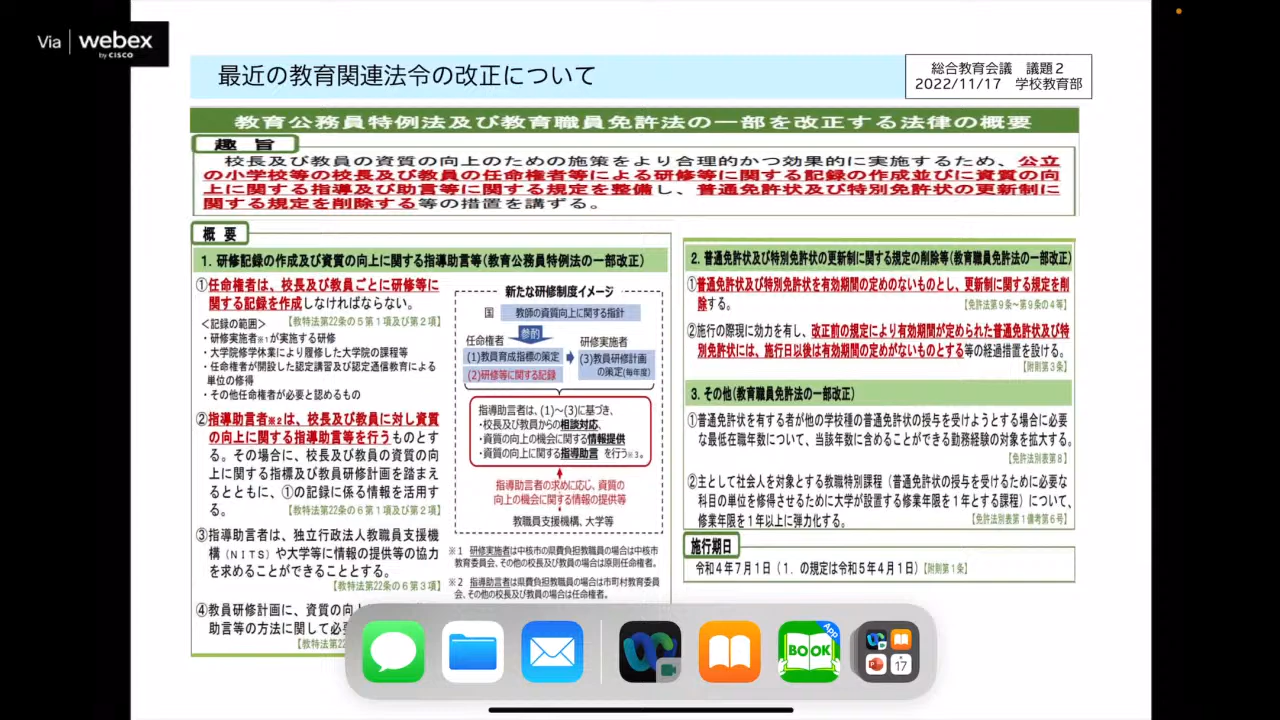 Via webex
by CISCO
最近の教育関連法令の改正について
総合教育会議 議題2
2022/11/17 学校教育部
教育公務員特例法及び教育職員免許法の一部を改正する法律の概要
趣 旨
校長及び教員の資質の向上のための施策をより合理的かつ効果的に実施するため、公立
の小学校等の校長及び教員の任命権者等による研修等に関する記録の作成並びに資質の向
上に関する指導及び助言等に関する規定を整備し、普通免許状及び特別免許状の更新制に
関する規定を削除する等の措置を講ずる。
概 要
1. 研修記録の作成及び資質の向上に関する指導助言等(教育公務員特例法の一部改正)
①任命権者は、校長及び教員ごとに研修等に
関する記録を作成しなければならない。
【教特法第22条の5第1項及び第2項】
<記録の範囲>
・研修実施者※1が実施する研修
・大学院修学休業により履修した大学院の課程等
・任命権者が開設した認定講習及び認定通信教育による
単位の修得
・その他任命権者が必要と認めるもの
②指導助言者※2は、校長及び教員に対し資質
の向上に関する指導助言等を行うものとす
る。その場合に、校長及び教員の資質の向
上に関する指標及び教員研修計画を踏まえ
るとともに、①の記録に係る情報を活用す
る。
【教特法第22条の6第1項及び第2項】
③指導助言者は、独立行政法人教職員支援機
構(NITS)や大学等に情報の提供等の協力
を求めることができることとする。
【教特法第22条の6第3項】
④教員研修計画に、資質の向上
助言等の方法に関して必要
【教特法第22
新たな研修制度イメージ
国 教師の資質向上に関する指針
参酌
任命権者
(1)教員育成指標の策定
(2)研修等に関する記録
研修実施者
(3)教員研修計画
の策定(毎年度)
指導助言者は、(1)～(3)に基づき、
・校長及び教員からの相談対応、
・資質の向上の機会に関する情報提供
・資質の向上に関する指導助言 を行う※3。
指導助言者の求めに応じ、資質の
向上の機会に関する情報の提供等
教職員支援機構、大学等
※1 研修実施者は中核市の県費負担教職員の場合は中核市
教育委員会、その他の校長及び教員の場合は原則任命権者。
※2 指導助言者は県費負担教職員の場合は市町村教育委員
会、その他の校長及び教員の場合は任命権者。
2. 普通免許状及び特別免許状の更新制に関する規定の削除等(教育職員免許法の一部改正)
①普通免許状及び特別免許状を有効期間の定めのないものとし、更新制に関する規定を削
除する。
【免許法第9条～第9条の4等】
②施行の際現に効力を有し、改正前の規定により有効期間が定められた普通免許状及び特
別免許状には、施行日以後は有効期間の定めがないものとする等の経過措置を設ける。
【附則第3条】
3. その他(教育職員免許法の一部改正)
①普通免許状を有する者が他の学校種の普通免許状の授与を受けようとする場合に必要
な最低在職年数について、当該年数に含めることができる勤務経験の対象を拡大する。
【免許法別表第8】
②主として社会人を対象とする教職特別課程(普通免許状の授与を受けるために必要な
科目の単位を修得させるために大学が設置する修業年限を1年とする課程)について、
修業年限を1年以上に弾力化する。
【免許法別表第1備考第6号】
施行期日
令和4年7月1日(1.の規定は令和5年4月1日)【附則第1条】
BOOK
App
17